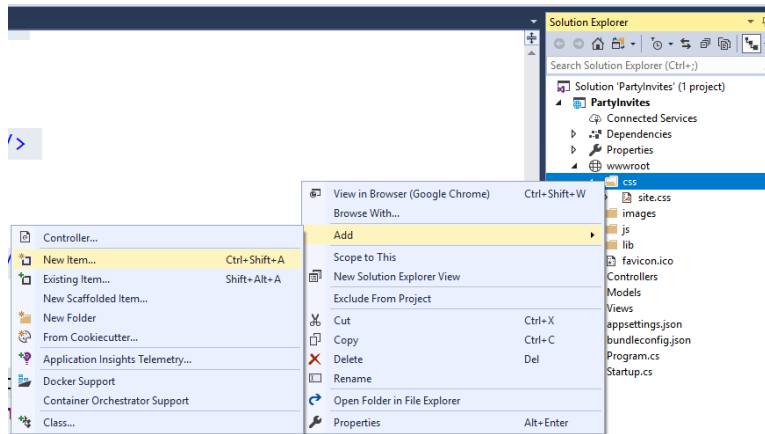 Solution Explorer
Search Solution Explorer (Ctrl+;)
Solution 'PartyInvites' (1 project)
PartyInvites
Connected Services
Dependencies
Properties
wwwroot
css
site.css
images
js
lib
favicon.ico
Controllers
Models
Views
appsettings.json
bundleconfig.json
Program.cs
Startup.cs
/>
View in Browser (Google Chrome) Ctrl+Shift+W
Browse With...
Add
Scope to This
New Solution Explorer View
Exclude From Project
Cut Ctrl+X
Copy Ctrl+C
Delete Del
Rename
Open Folder in File Explorer
Properties Alt+Enter
Controller...
New Item... Ctrl+Shift+A
Existing Item... Shift+Alt+A
New Scaffolded Item...
New Folder
From Cookiecutter...
Application Insights Telemetry...
Docker Support
Container Orchestrator Support
Class...